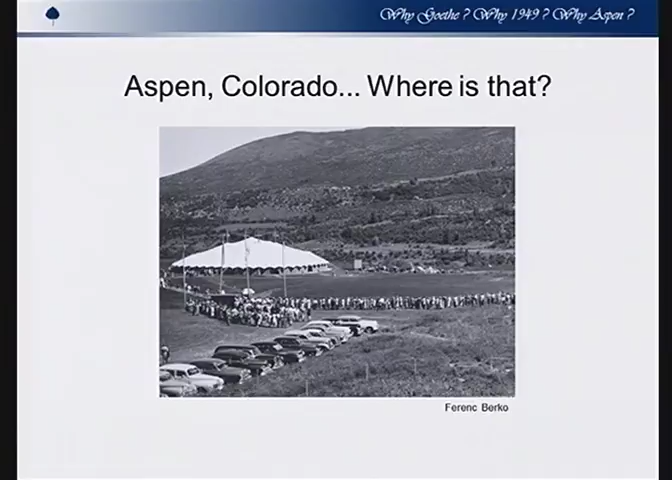 Why Goethe ? Why 1949 ? Why Aspen ?
Aspen, Colorado... Where is that?
Ferenc Berko